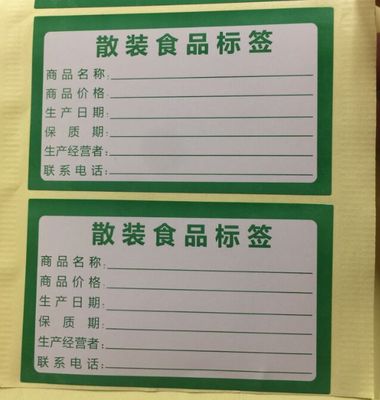 散装食品标签
商品名称：
商品价格：
生产日期：
保质期：
生产经营者：
联系电话：
散装食品标签
商品名称：
商品价格：
生产日期：
保质期：
生产经营者：
联系电话：